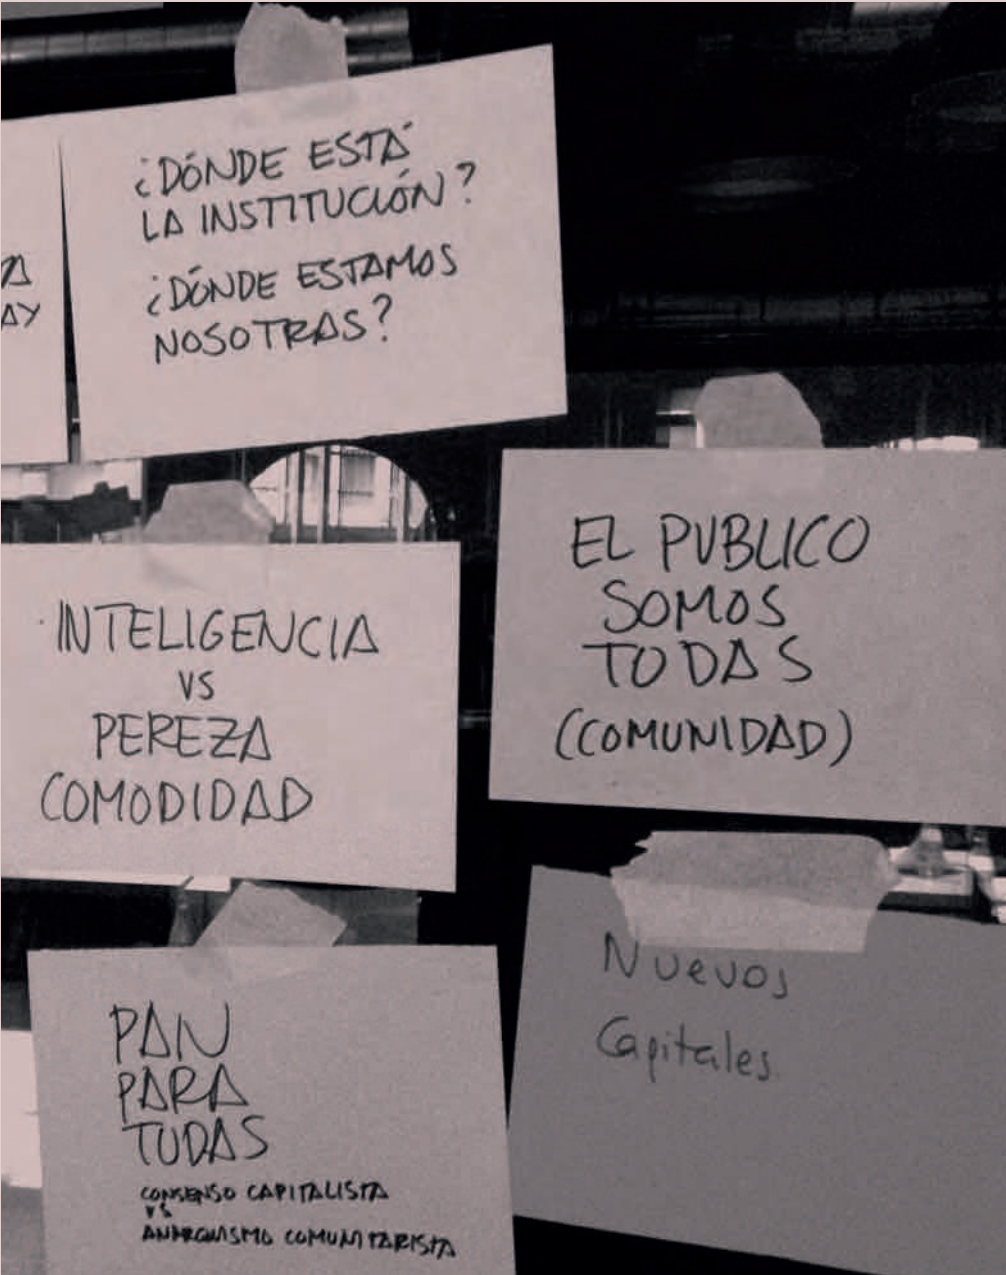 ¿DÓNDE ESTÁ
LA INSTITUCIÓN?
¿DÓNDE ESTAMOS
NOSOTRAS?
AY
INTELIGENCIA
VS
PEREZA
COMODIDAD
EL PUBLICO
SOMOS
TODAS
(COMUNIDAD)
PAN
PARA
TODAS
CONSENSO CAPITALISTA
VS
ANARQUISMO COMUNITARISTA
Nuevos
Capitales